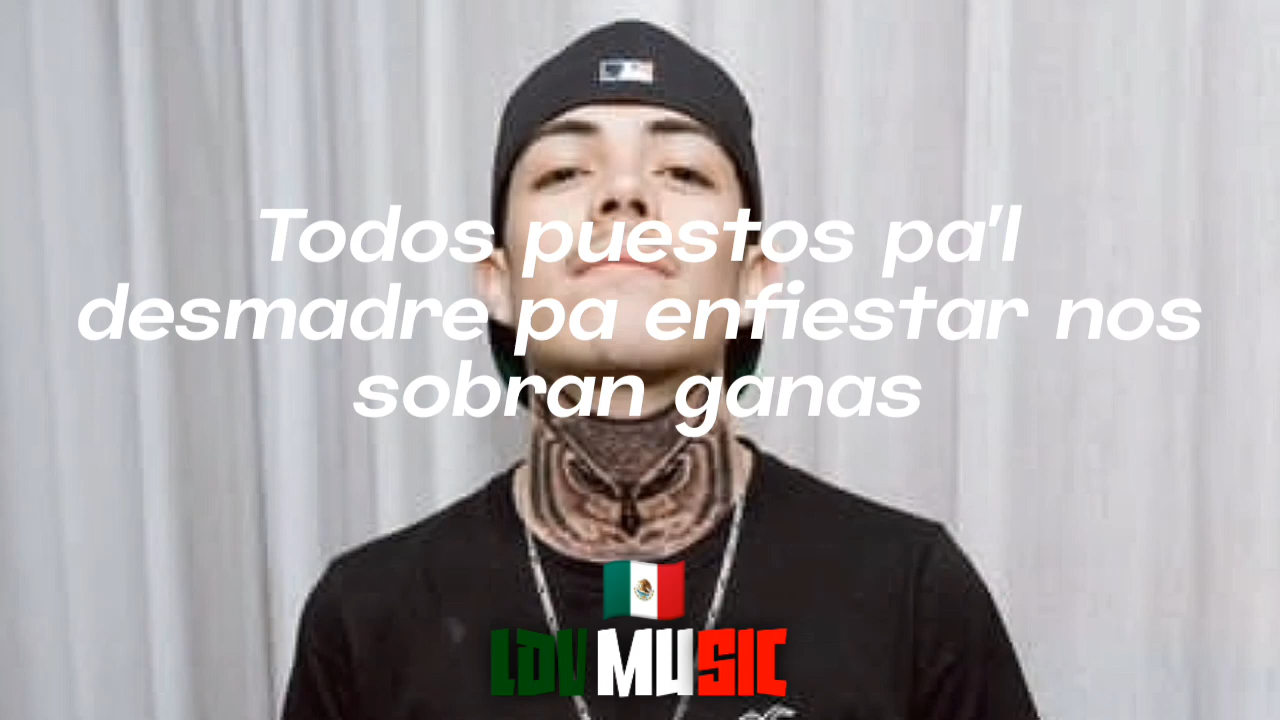 Todos puestos pa'l
desmadre pa enfiestar nos
sobran ganas
LDV MUSIC